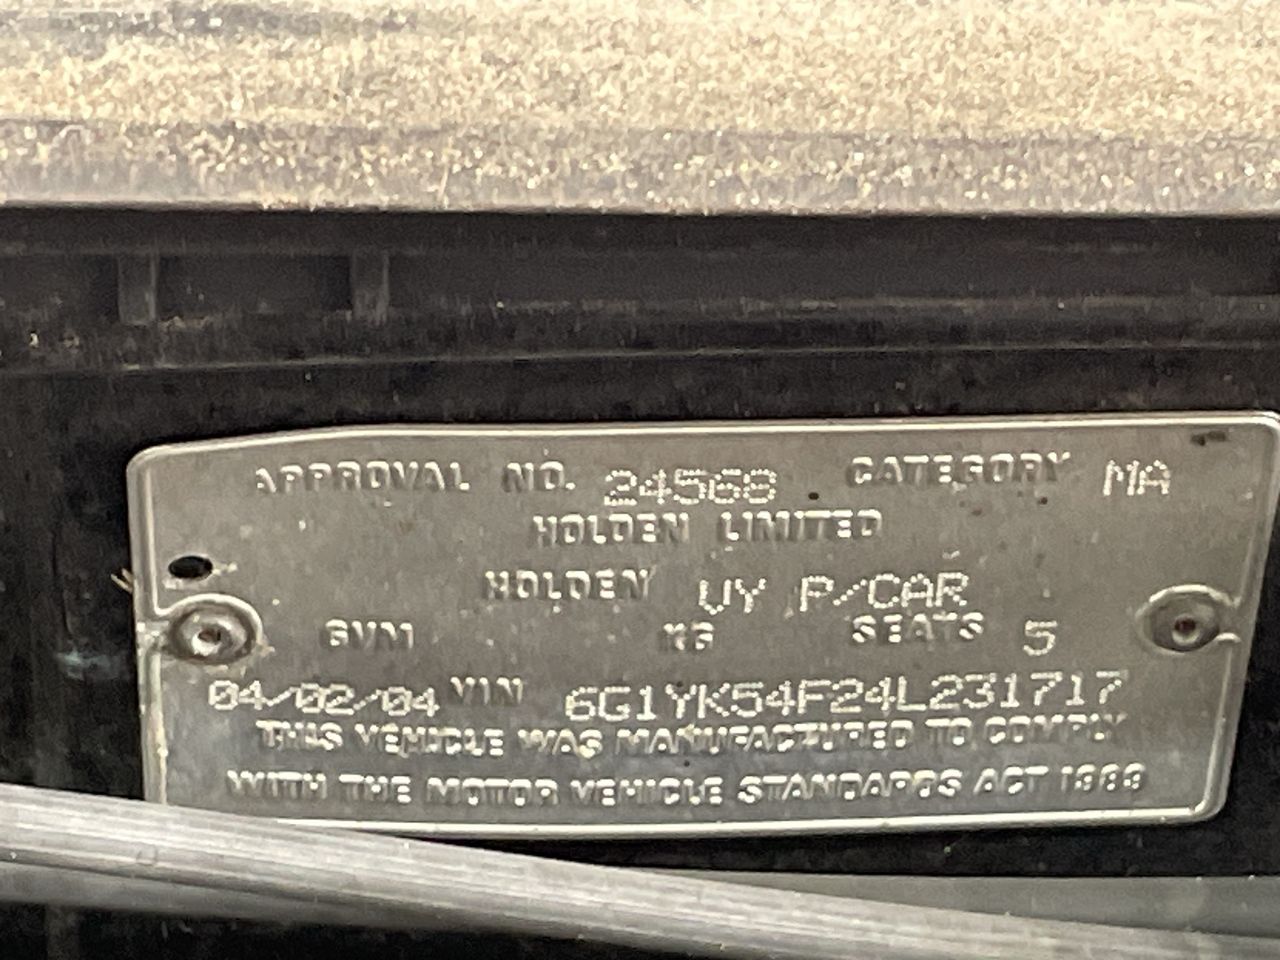 APPROVAL NO. 24568 CATEGORY MA
HOLDEN LIMITED
HOLDEN VY P/CAR
GVM KG SEATS 5
04/02/04 VIN 6G1YK54F24L231717
THIS VEHICLE WAS MANUFACTURED TO COMPLY
WITH THE MOTOR VEHICLE STANDARDS ACT 1989